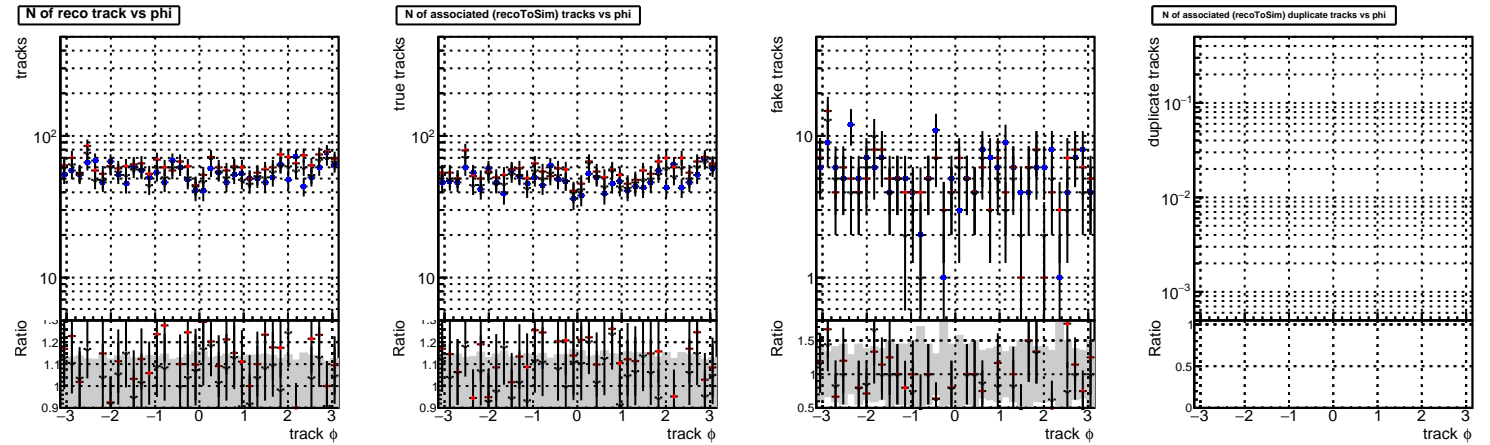 N of reco track vs phi
tracks
10²
10
Ratio
1.3
1.2
1.1
1
0.9
−3 −2 −1 0 1 2 3
track ϕ
N of associated (recoToSim) tracks vs phi
true tracks
10²
10
Ratio
1.3
1.2
1.1
1
0.9
−3 −2 −1 0 1 2 3
track ϕ
fake tracks
10
1
Ratio
1.5
1
0.5
−3 −2 −1 0 1 2 3
track ϕ
N of associated (recoToSim) duplicate tracks vs phi
duplicate tracks
10⁻¹
10⁻²
10⁻³
Ratio
1
0.5
0
−3 −2 −1 0 1 2 3
track ϕ